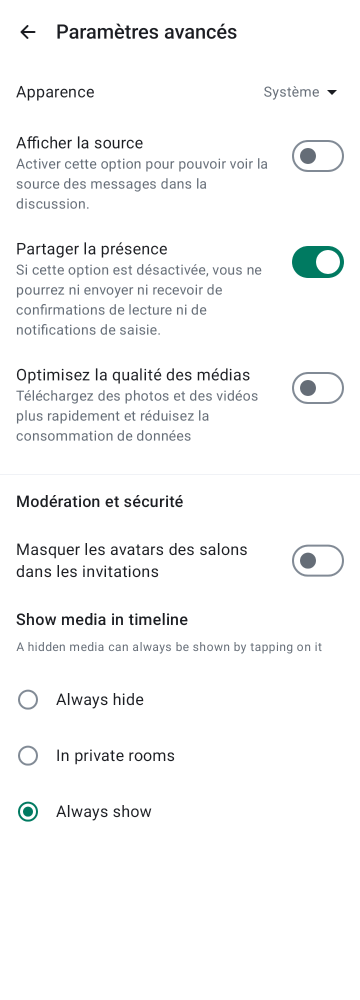 Paramètres avancés
Apparence
Système
Afficher la source
Activer cette option pour pouvoir voir la
source des messages dans la
discussion.
Partager la présence
Si cette option est désactivée, vous ne
pourrez ni envoyer ni recevoir de
confirmations de lecture ni de
notifications de saisie.
Optimisez la qualité des médias
Téléchargez des photos et des vidéos
plus rapidement et réduisez la
consommation de données
Modération et sécurité
Masquer les avatars des salons
dans les invitations
Show media in timeline
A hidden media can always be shown by tapping on it
Always hide
In private rooms
Always show